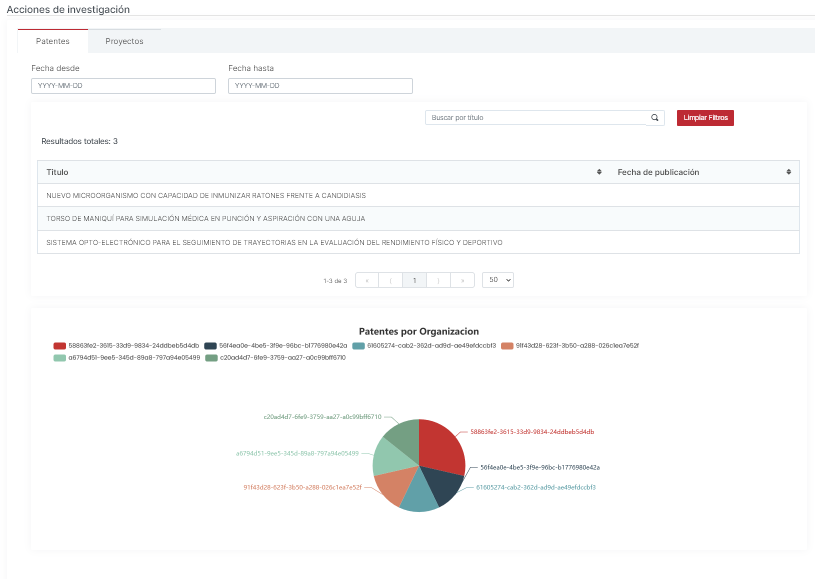 Acciones de investigación
Patentes Proyectos
Fecha desde Fecha hasta
YYYY-MM-DD YYYY-MM-DD
Buscar por título Limpiar Filtros
Resultados totales: 3
Título Fecha de publicación
NUEVO MICROORGANISMO CON CAPACIDAD DE INMUNIZAR RATONES FRENTE A CANDIDIASIS
TORSO DE MANIQUÍ PARA SIMULACIÓN MÉDICA EN PUNCIÓN Y ASPIRACIÓN CON UNA AGUJA
SISTEMA OPTO-ELECTRÓNICO PARA EL SEGUIMIENTO DE TRAYECTORIAS EN LA EVALUACIÓN DEL RENDIMIENTO FÍSICO Y DEPORTIVO
1-3 de 3 « ⟨ 1 ⟩ » 50
Patentes por Organizacion
58863fe2-3615-33d9-9834-24ddbeb5d4db 56f4ea0e-4be5-3f9e-96bc-b1776980e42a 61605274-cab2-362d-ad9d-ae49efdccbf3 91f43d28-623f-3b50-a288-026c1ea7e52f
a6794d51-9ee5-345d-89a8-797a94e05499 c20ad4d7-6fe9-3759-aa27-a0c99bff6710
c20ad4d7-6fe9-3759-aa27-a0c99bff6710
58863fe2-3615-33d9-9834-24ddbeb5d4db
a6794d51-9ee5-345d-89a8-797a94e05499
56f4ea0e-4be5-3f9e-96bc-b1776980e42a
91f43d28-623f-3b50-a288-026c1ea7e52f
61605274-cab2-362d-ad9d-ae49efdccbf3